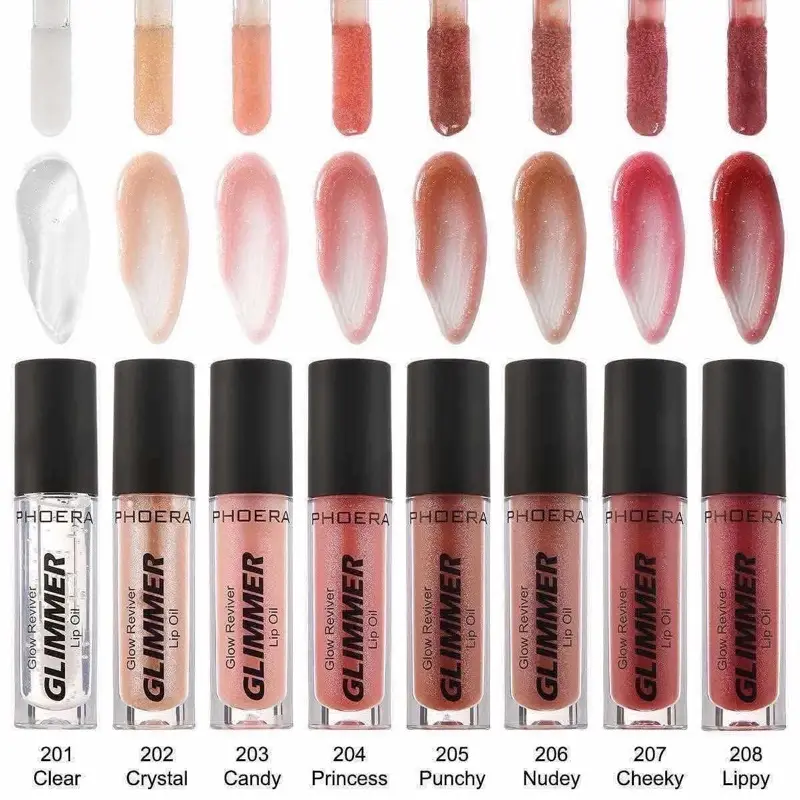 PHOERA PHOERA PHOERA PHOERA PHOERA PHOERA PHOERA PHOERA
Glow Reviver
GLIMMER
Lip Oil
Glow Reviver
GLIMMER
Lip Oil
Glow Reviver
GLIMMER
Lip Oil
Glow Reviver
GLIMMER
Lip Oil
Glow Reviver
GLIMMER
Lip Oil
Glow Reviver
GLIMMER
Lip Oil
Glow Reviver
GLIMMER
Lip Oil
Glow Reviver
GLIMMER
Lip Oil
201 202 203 204 205 206 207 208
Clear Crystal Candy Princess Punchy Nudey Cheeky Lippy